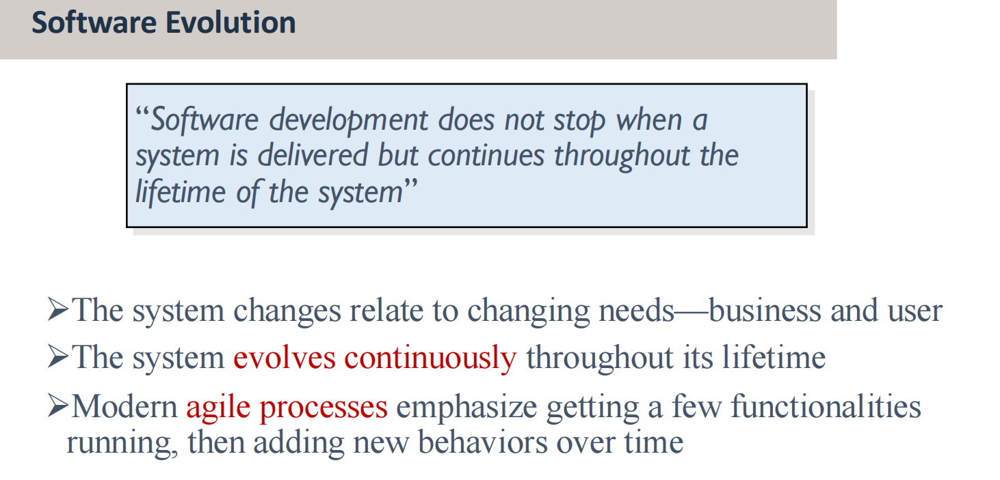 Software Evolution
“Software development does not stop when a
system is delivered but continues throughout the
lifetime of the system”
➢The system changes relate to changing needs—business and user
➢The system evolves continuously throughout its lifetime
➢Modern agile processes emphasize getting a few functionalities
running, then adding new behaviors over time